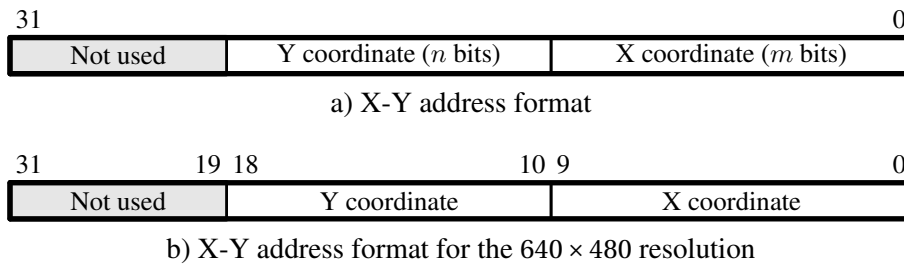 31 0
Not used Y coordinate (n bits) X coordinate (m bits)
a) X-Y address format
31 19 18 10 9 0
Not used Y coordinate X coordinate
b) X-Y address format for the 640 × 480 resolution